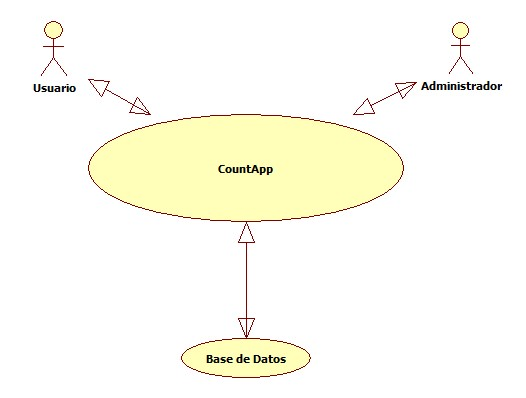 Usuario
Administrador
CountApp
Base de Datos